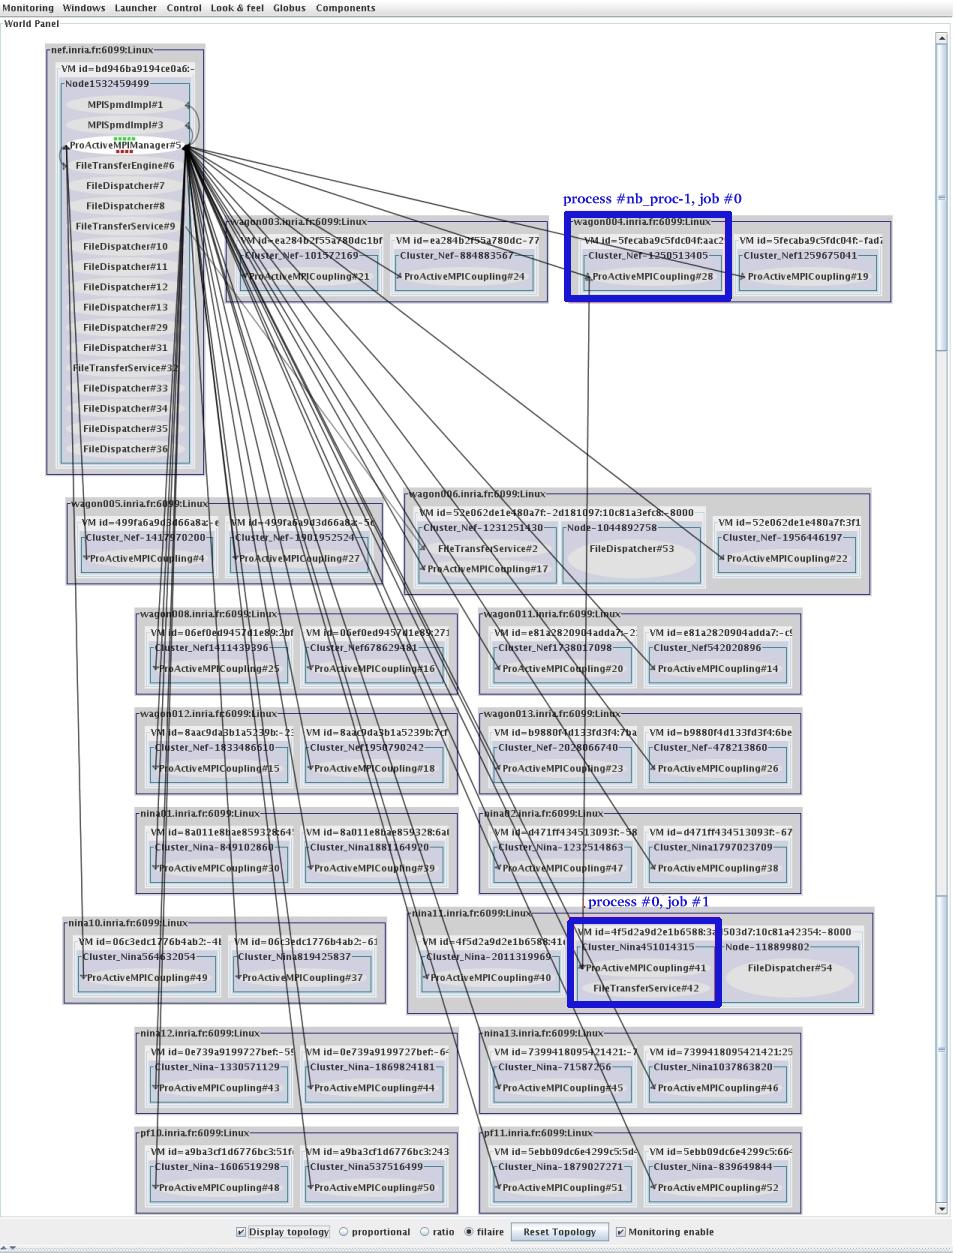 Monitoring Windows Launcher Control Look & feel Globus Components
World Panel
nef.inria.fr:6099:Linux
VM id=bd946ba9194ce0a6:-
Node1532459499
MPISpmdImpl#1
MPISpmdImpl#3
ProActiveMPIManager#5
FileTransferEngine#6
FileDispatcher#7
FileDispatcher#8
FileTransferService#9
FileDispatcher#10
FileDispatcher#11
FileDispatcher#12
FileDispatcher#13
FileDispatcher#29
FileDispatcher#31
FileTransferService#32
FileDispatcher#33
FileDispatcher#34
FileDispatcher#35
FileDispatcher#36
wagon003.inria.fr:6099:Linux
VM id=ea284b2f55a780dc1bf
Cluster_Nef-101572169
ProActiveMPICoupling#21
VM id=ea284b2f55a780dc:-77
Cluster_Nef-884883567
ProActiveMPICoupling#24
process #nb_proc-1, job #0
wagon004.inria.fr:6099:Linux
VM id=5fecaba9c5fdc04f:aac2
Cluster_Nef-1250513405
ProActiveMPICoupling#28
VM id=5fecaba9c5fdc04f:-fad7
Cluster_Nef1259675041
ProActiveMPICoupling#19
wagon005.inria.fr:6099:Linux
VM id=499fa6a9d3d66a8a:-e
Cluster_Nef-1417970200
ProActiveMPICoupling#4
VM id=499fa6a9d3d66a8a:-5c
Cluster_Nef-1901952524
ProActiveMPICoupling#27
wagon006.inria.fr:6099:Linux
VM id=52e062de1e480a7f:-2d181097:10c81a3efc8:-8000
Cluster_Nef-1231251430
FileTransferService#2
ProActiveMPICoupling#17
Node-1044892758
FileDispatcher#53
VM id=52e062de1e480a7f:3f1
Cluster_Nef-1956446197
ProActiveMPICoupling#22
wagon008.inria.fr:6099:Linux
VM id=06ef0ed9457d1e89:2bf
Cluster_Nef1411439396
ProActiveMPICoupling#25
VM id=06ef0ed9457d1e89:271
Cluster_Nef678629481
ProActiveMPICoupling#16
wagon011.inria.fr:6099:Linux
VM id=e81a2820904adda7:-2
Cluster_Nef1738017098
ProActiveMPICoupling#20
VM id=e81a2820904adda7:-c9
Cluster_Nef542020896
ProActiveMPICoupling#14
wagon012.inria.fr:6099:Linux
VM id=8aac9da3b1a5239b:-23
Cluster_Nef-1833486610
ProActiveMPICoupling#15
VM id=8aac9da3b1a5239b:7cf
Cluster_Nef1950790242
ProActiveMPICoupling#18
wagon013.inria.fr:6099:Linux
VM id=b9880f4d133fd3f4:7ba
Cluster_Nef-2028066740
ProActiveMPICoupling#23
VM id=b9880f4d133fd3f4:6be
Cluster_Nef-478213860
ProActiveMPICoupling#26
nina01.inria.fr:6099:Linux
VM id=8a011e8bae859328:64
Cluster_Nina-849102860
ProActiveMPICoupling#30
VM id=8a011e8bae859328:6a
Cluster_Nina1881164920
ProActiveMPICoupling#39
nina02.inria.fr:6099:Linux
VM id=d471ff434513093f:-58
Cluster_Nina-1232514863
ProActiveMPICoupling#47
VM id=d471ff434513093f:-67
Cluster_Nina1797023709
ProActiveMPICoupling#38
nina10.inria.fr:6099:Linux
VM id=06c3edc1776b4ab2:-4
Cluster_Nina564632054
ProActiveMPICoupling#49
VM id=06c3edc1776b4ab2:-61
Cluster_Nina819425837
ProActiveMPICoupling#37
process #0, job #1
nina11.inria.fr:6099:Linux
VM id=4f5d2a9d2e1b6588:41
Cluster_Nina-2011319969
ProActiveMPICoupling#40
VM id=4f5d2a9d2e1b6588:3 503d7:10c81a42354:-8000
Cluster_Nina451014315
ProActiveMPICoupling#41
FileTransferService#42
Node-118899802
FileDispatcher#54
nina12.inria.fr:6099:Linux
VM id=0e739a9199727bef:-59
Cluster_Nina-1330571129
ProActiveMPICoupling#43
VM id=0e739a9199727bef:-64
Cluster_Nina-1869824181
ProActiveMPICoupling#44
nina13.inria.fr:6099:Linux
VM id=7399418095421421:-7
Cluster_Nina-71587256
ProActiveMPICoupling#45
VM id=7399418095421421:25
Cluster_Nina1037863820
ProActiveMPICoupling#46
pf10.inria.fr:6099:Linux
VM id=a9ba3cf1d6776bc3:51f
Cluster_Nina-1606519298
ProActiveMPICoupling#48
VM id=a9ba3cf1d6776bc3:243
Cluster_Nina537516499
ProActiveMPICoupling#50
pf11.inria.fr:6099:Linux
VM id=5ebb09dc6e4299c5:5d
Cluster_Nina-1879027271
ProActiveMPICoupling#51
VM id=5ebb09dc6e4299c5:66
Cluster_Nina-839649844
ProActiveMPICoupling#52
Display topology proportional ratio filaire Reset Topology Monitoring enable